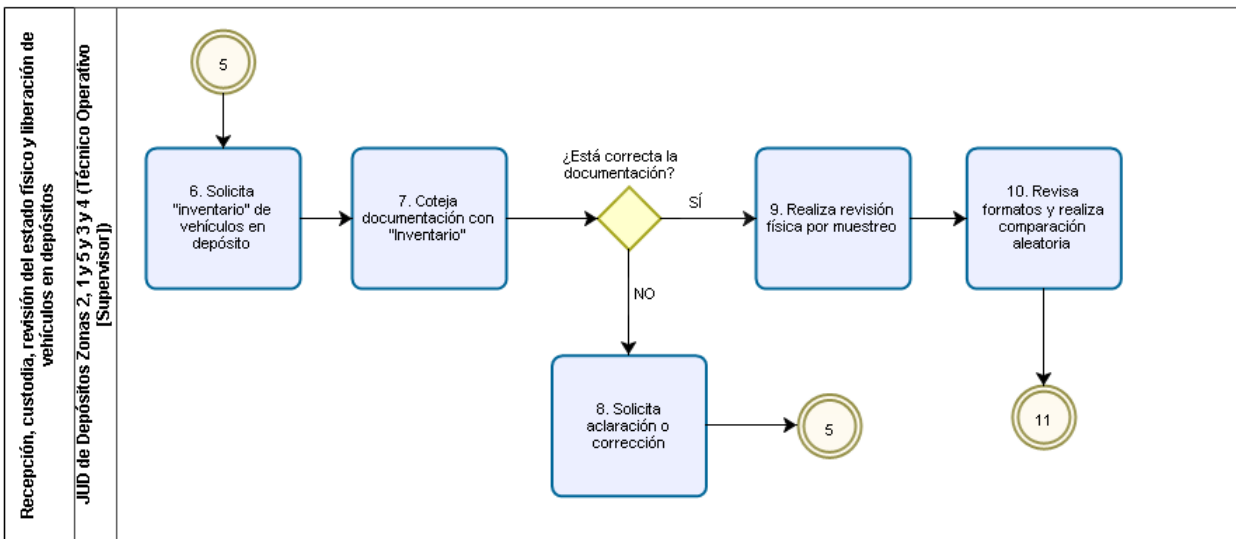 Recepción, custodia, revisión del estado físico y liberación de
vehículos en depósitos
JUD de Depósitos Zonas 2, 1 y 5 y 3 y 4 (Técnico Operativo
[Supervisor])
5
6. Solicita
"inventario" de
vehículos en
depósito
7. Coteja
documentación con
"Inventario"
¿Está correcta la
documentación?
SÍ
9. Realiza revisión
física por muestreo
10. Revisa
formatos y realiza
comparación
aleatoria
NO
8. Solicita
aclaración o
corrección
5
11